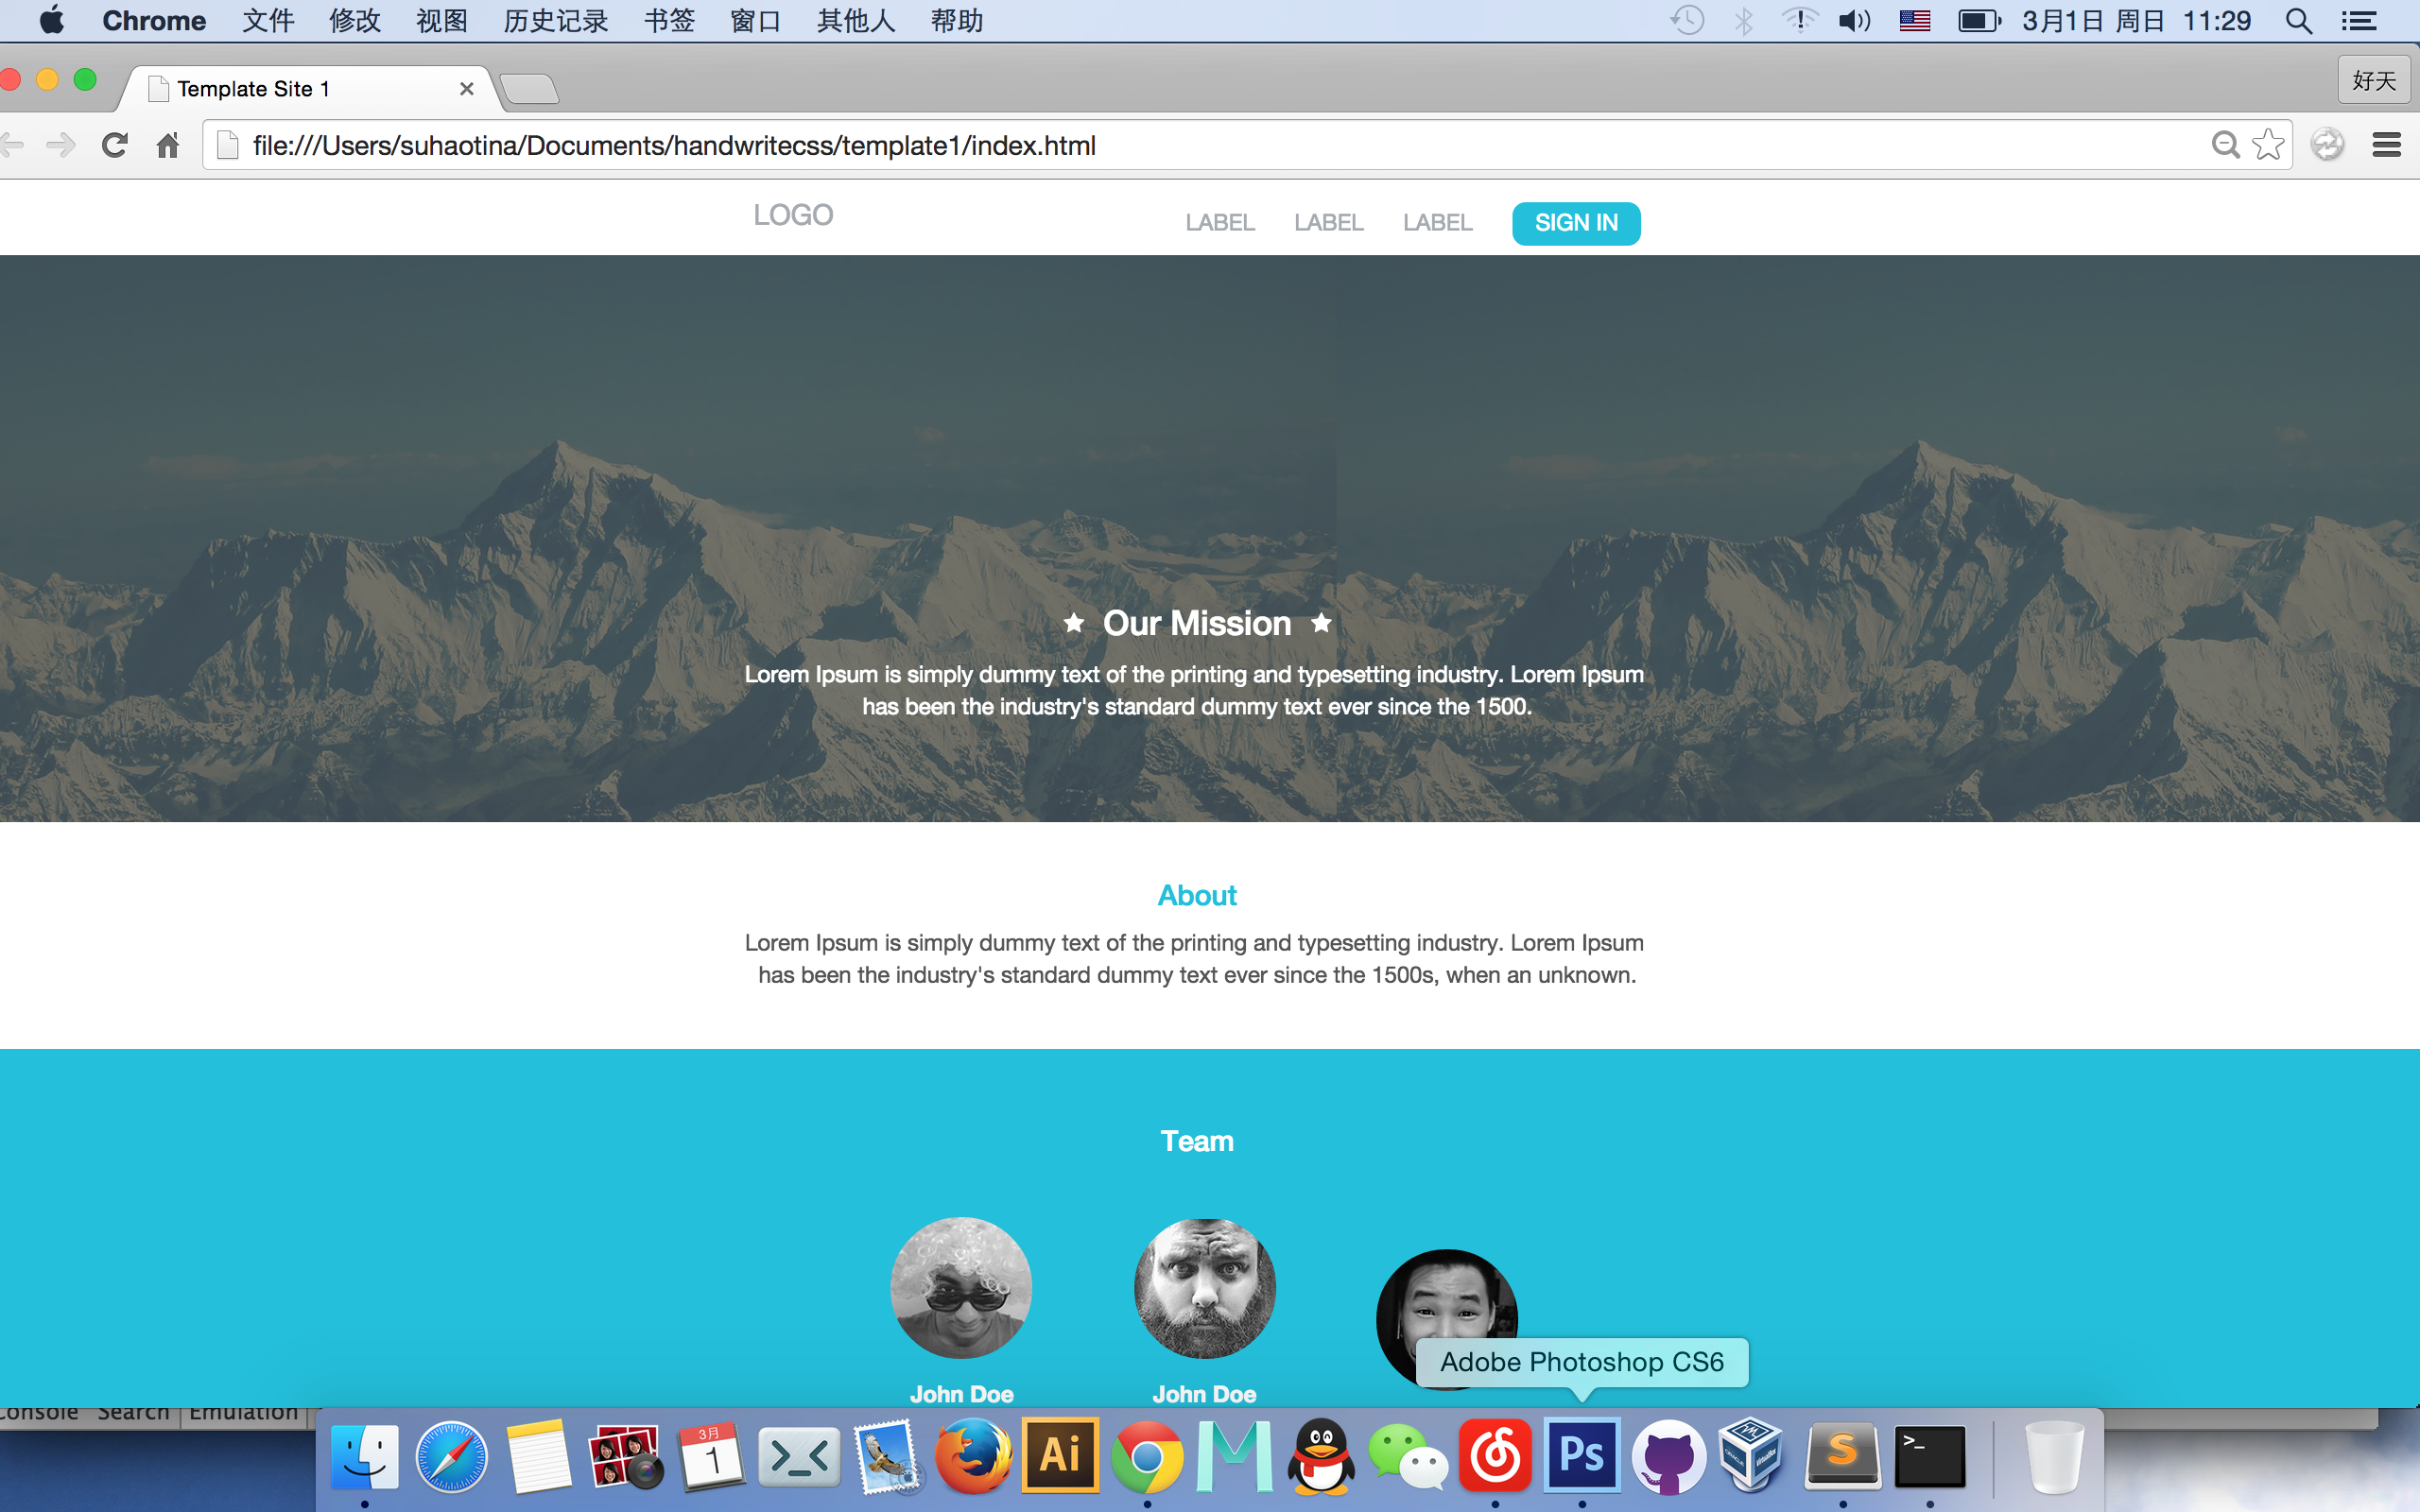 Chrome 文件 修改 视图 历史记录 书签 窗口 其他人 帮助 3月1日 周日 11:29
Template Site 1 好天
file:///Users/suhaotina/Documents/handwritecss/template1/index.html
LOGO LABEL LABEL LABEL SIGN IN
Our Mission
Lorem Ipsum is simply dummy text of the printing and typesetting industry. Lorem Ipsum
has been the industry's standard dummy text ever since the 1500.
About
Lorem Ipsum is simply dummy text of the printing and typesetting industry. Lorem Ipsum
has been the industry's standard dummy text ever since the 1500s, when an unknown.
Team
Adobe Photoshop CS6
John Doe John Doe
Console Search Emulation
3月
1
Ai
Ps
S
>_